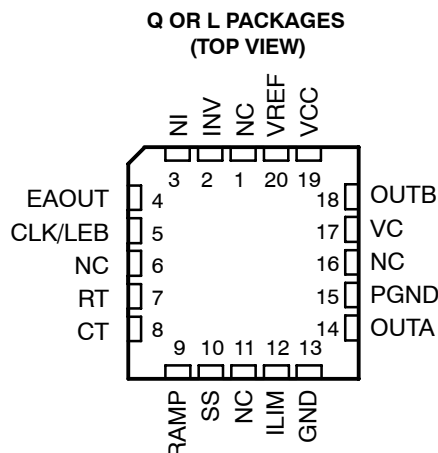 Q OR L PACKAGES
(TOP VIEW)
NI INV NC VREF VCC
3 2 1 20 19
EAOUT 4 18 OUTB
CLK/LEB 5 17 VC
NC 6 16 NC
RT 7 15 PGND
CT 8 14 OUTA
9 10 11 12 13
RAMP SS NC ILIM GND